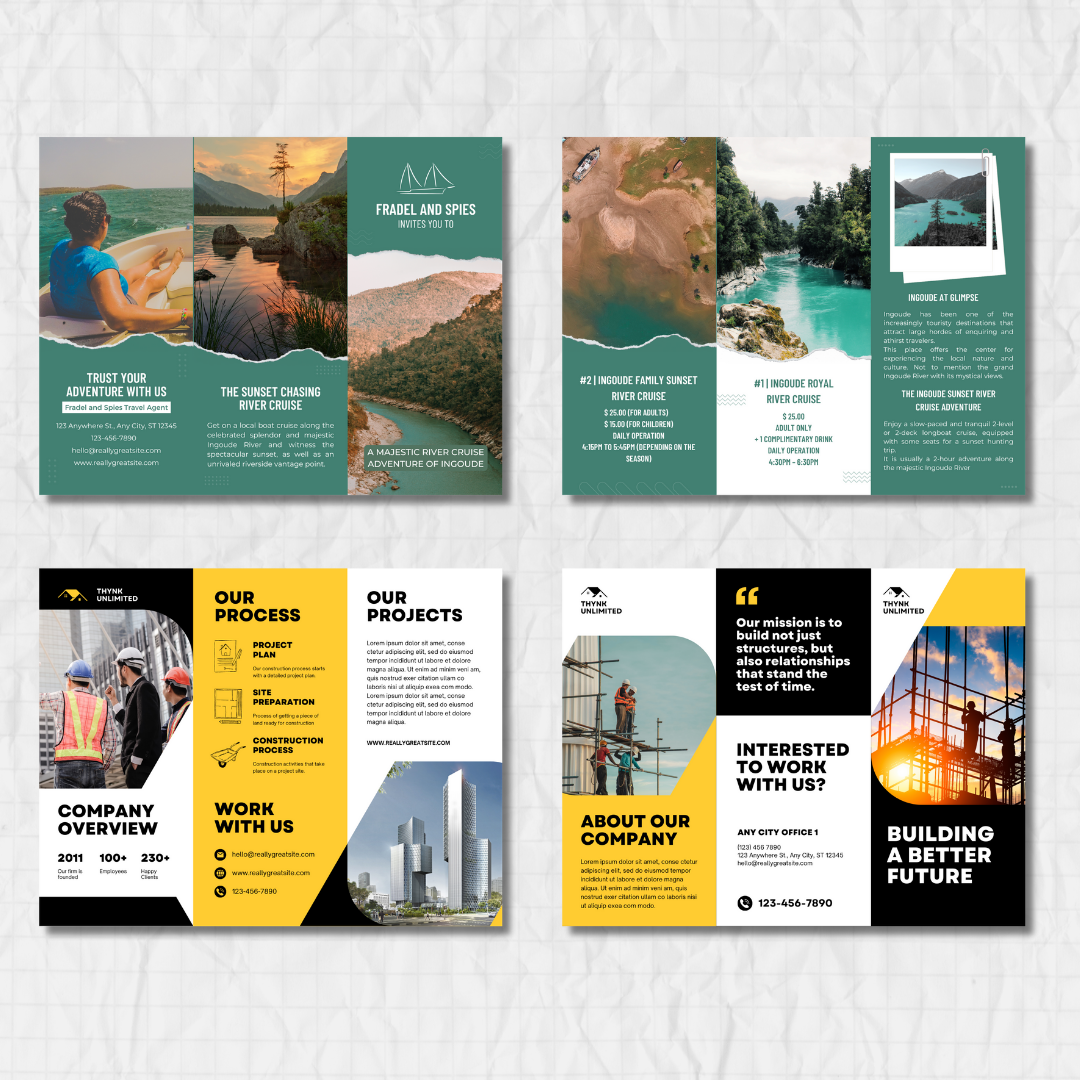 TRUST YOUR
ADVENTURE WITH US
Fradel and Spies Travel Agent
123 Anywhere St., Any City, ST 12345
123-456-7890
hello@reallygreatsite.com
www.reallygreatsite.com
THE SUNSET CHASING
RIVER CRUISE
Get on a local boat cruise along the
celebrated splendor and majestic
Ingoude River and witness the
spectacular sunset, as well as an
unrivaled riverside vantage point.
FRADEL AND SPIES
INVITES YOU TO
A MAJESTIC RIVER CRUISE
ADVENTURE OF INGOUDE
#2 | INGOUDE FAMILY SUNSET
RIVER CRUISE
$ 25.00 (FOR ADULTS)
$ 15.00 (FOR CHILDREN)
DAILY OPERATION
4:15PM TO 5:45PM (DEPENDING ON THE
SEASON)
#1 | INGOUDE ROYAL
RIVER CRUISE
$ 25.00
ADULT ONLY
+ 1 COMPLIMENTARY DRINK
DAILY OPERATION
4:30PM - 6:30PM
INGOUDE AT GLIMPSE
Ingoude has been one of the
increasingly touristy destinations that
attract large hordes of enquiring and
athirst travelers.
This place offers the center for
experiencing the local nature and
culture. Not to mention the grand
Ingoude River with its mystical views.
THE INGOUDE SUNSET RIVER
CRUISE ADVENTURE
Enjoy a slow-paced and tranquil 2-level
or 2-deck longboat cruise, equipped
with some seats for a sunset hunting
trip.
It is usually a 2-hour adventure along
the majestic Ingoude River
THYNK
UNLIMITED
COMPANY
OVERVIEW
2011 100+ 230+
Our firm is
founded
Employees
Happy
Clients
OUR
PROCESS
PROJECT
PLAN
Our construction process starts
with a detailed project plan.
SITE
PREPARATION
Process of getting a piece of
land ready for construction
CONSTRUCTION
PROCESS
Construction activities that take
place on a project site.
WORK
WITH US
hello@reallygreatsite.com
www.reallygreatsite.com
123-456-7890
OUR
PROJECTS
Lorem ipsum dolor sit amet, conse
ctetur adipiscing elit, sed do eiusmod
tempor incididunt ut labore et dolore
magna aliqua. Ut enim ad minim veni am,
quis nostrud exercitation ullamco
laboris nisi ut aliquip exea com modo.
Lorem ipsum dolor sit amet, conse
ctetur adipiscing elit, sed do eiusmod
tempor incididunt ut labore et dolore
magna aliqua.
WWW.REALLYGREATSITE.COM
THYNK
UNLIMITED
ABOUT OUR
COMPANY
Lorem ipsum dolor sit amet, conse ctetur
adipiscing elit, sed do eiusmod tempor
incididunt ut labore et dolore magna
aliqua. Ut enim ad minim veni am, quis
nostrud exercitation ullamco laboris nisi
ut aliquip exea com modo.
“
Our mission is to
build not just
structures, but
also relationships
that stand the
test of time.
INTERESTED
TO WORK
WITH US?
ANY CITY OFFICE 1
(123) 456 7890
123 Anywhere St., Any City, ST 12345
hello@reallygreatsite.com
123-456-7890
THYNK
UNLIMITED
BUILDING
A BETTER
FUTURE